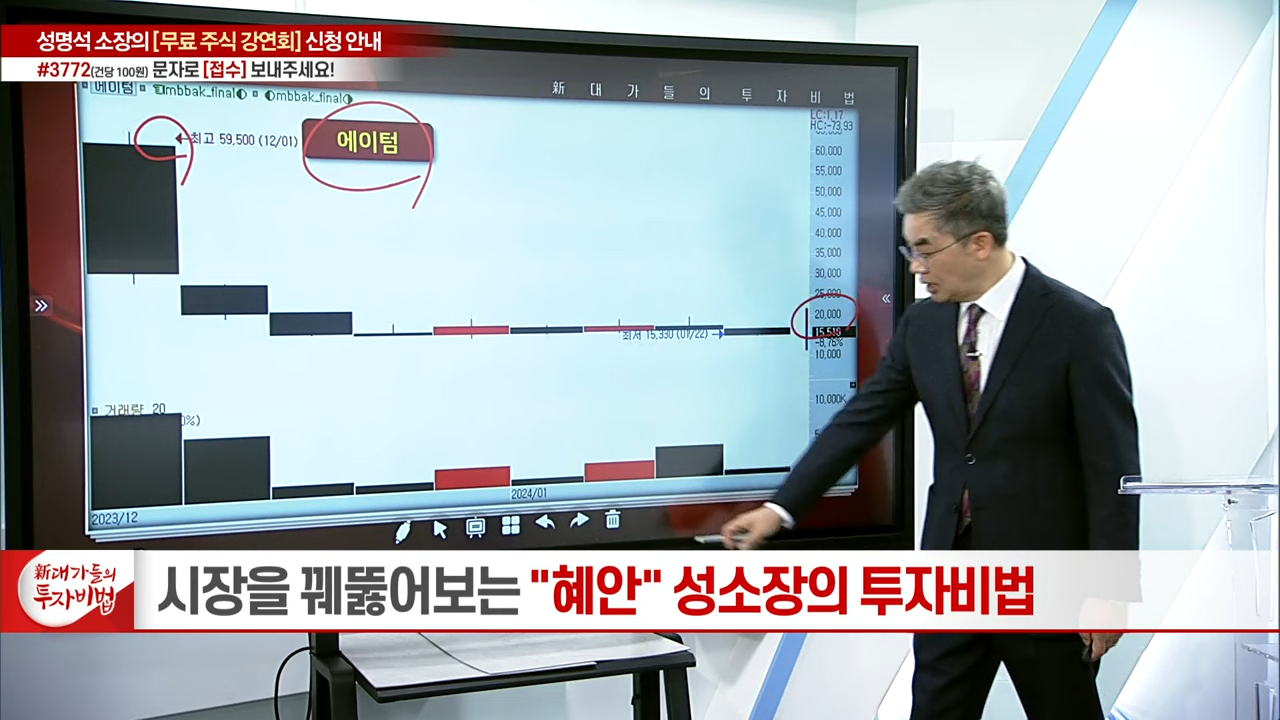 성명석 소장의 [무료 주식 강연회] 신청 안내
#3772(건당 100원) 문자로 [접수] 보내주세요!
新 대 가 들 의 투 자 비 법
에이텀 mbbak_final mbbak_final
LC:1.17
HC:-73.93
최고 59,500 (12/01)
에이텀
60,000
55,000
50,000
45,000
40,000
35,000
30,000
25,000
20,000
-8.76%
10,000
최저 15,330 (01/22)
거래량 20
0%)
10,000K
2023/12
2024/01
新대가들의
투자비법
시장을 꿰뚫어보는 "혜안" 성소장의 투자비법